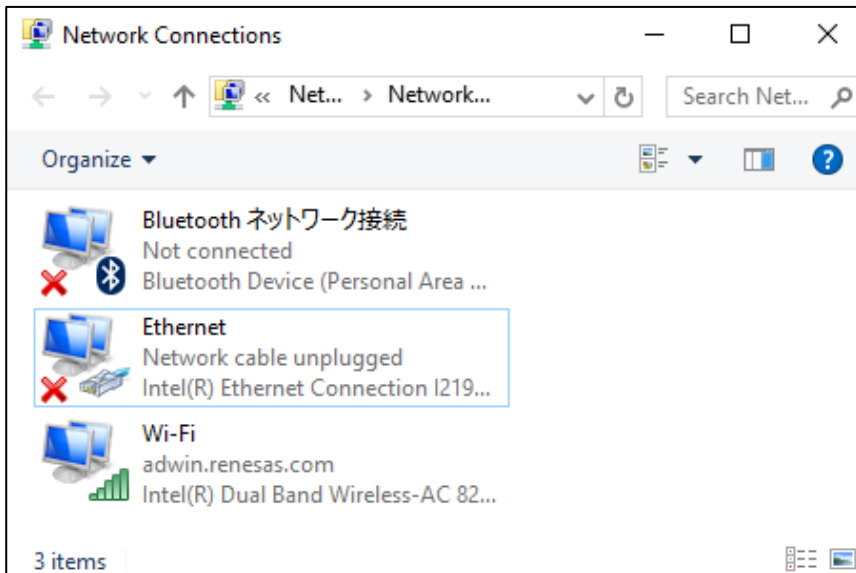 Network Connections
« Net... > Network...
Search Net...
Organize
Bluetooth ネットワーク接続
Not connected
Bluetooth Device (Personal Area ...
Ethernet
Network cable unplugged
Intel(R) Ethernet Connection I219...
Wi-Fi
adwin.renesas.com
Intel(R) Dual Band Wireless-AC 82...
3 items